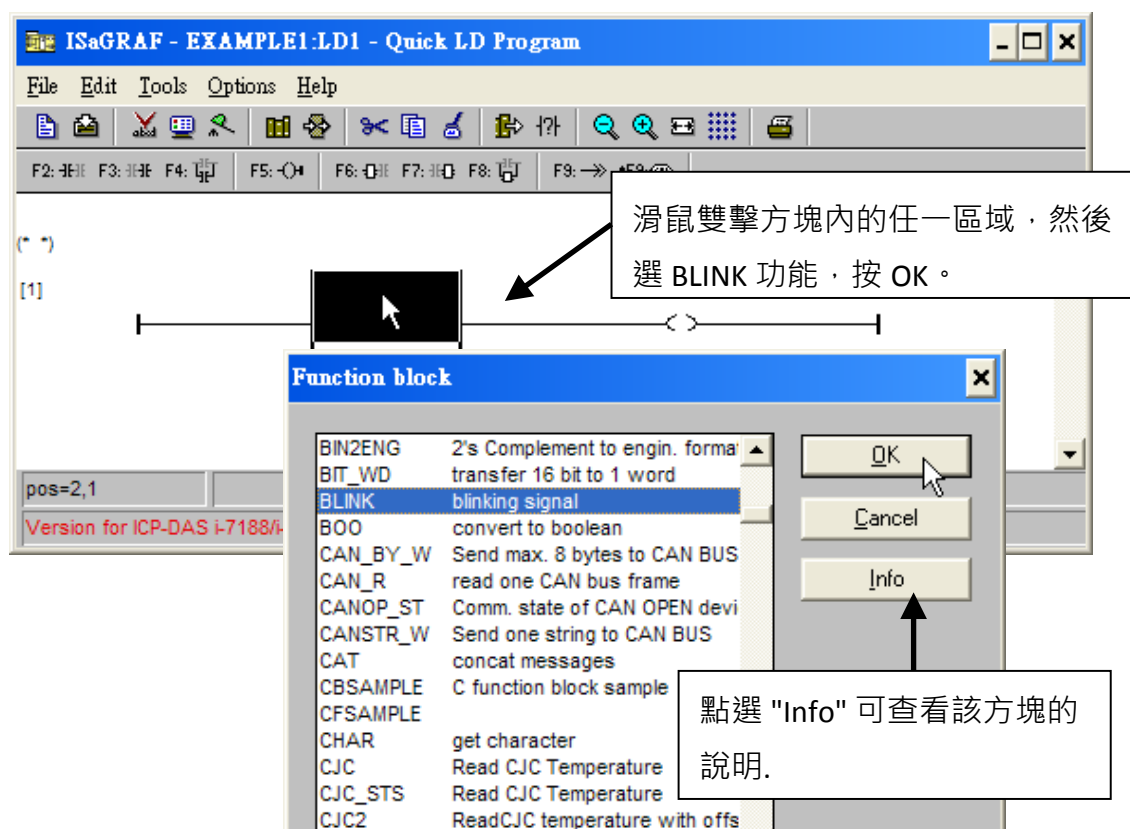 ISaGRAF - EXAMPLE1:LD1 - Quick LD Program
File Edit Tools Options Help
F2: F3: F4: F5: F6: F7: F8: F9:
滑鼠雙擊方塊內的任一區域，然後
選 BLINK 功能，按 OK。
(* *)
[1]
Function block
BIN2ENG 2's Complement to engin. format
BIT_WD transfer 16 bit to 1 word
BLINK blinking signal
BOO convert to boolean
CAN_BY_W Send max. 8 bytes to CAN BUS
CAN_R read one CAN bus frame
CANOP_ST Comm. state of CAN OPEN devi
CANSTR_W Send one string to CAN BUS
CAT concat messages
CBSAMPLE C function block sample
CFSAMPLE
CHAR get character
CJC Read CJC Temperature
CJC_STS Read CJC Temperature
CJC2 ReadCJC temperature with offs
OK
Cancel
Info
pos=2,1
Version for ICP-DAS i-7188/i-
點選 "Info" 可查看該方塊的
說明.